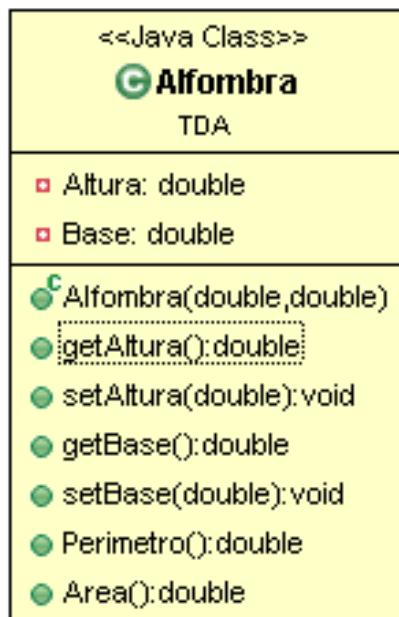 <<Java Class>>
Alfombra
TDA
Altura: double
Base: double
Alfombra(double,double)
getAltura():double
setAltura(double):void
getBase():double
setBase(double):void
Perimetro():double
Area():double